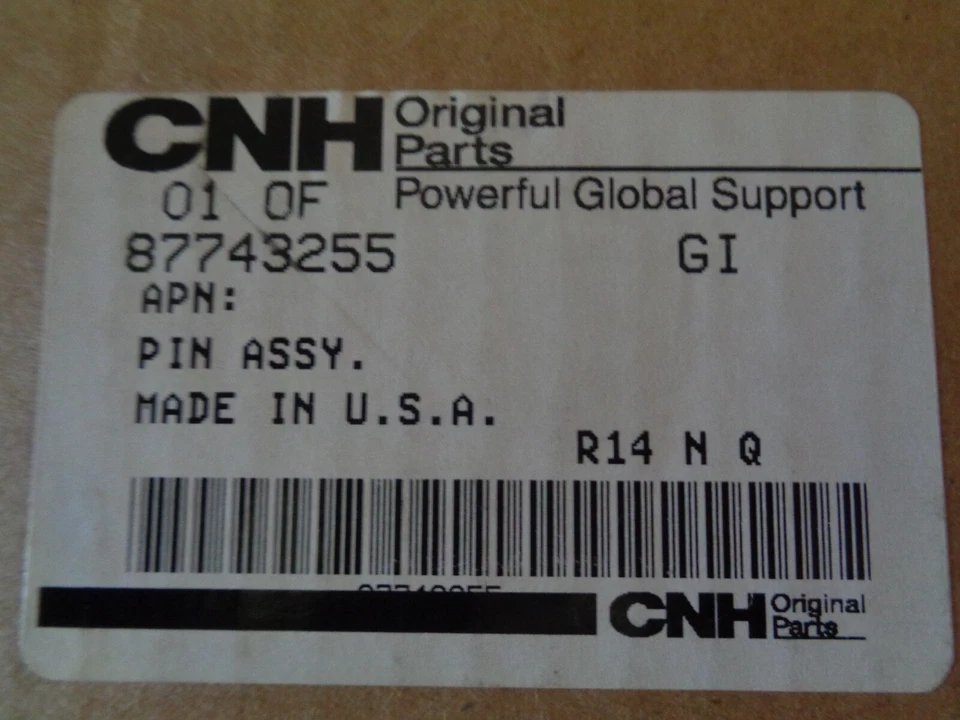 CNH Original
Parts
01 OF Powerful Global Support
87743255 GI
APN:
PIN ASSY.
MADE IN U.S.A.
R14 N Q
CNH Original
Parts